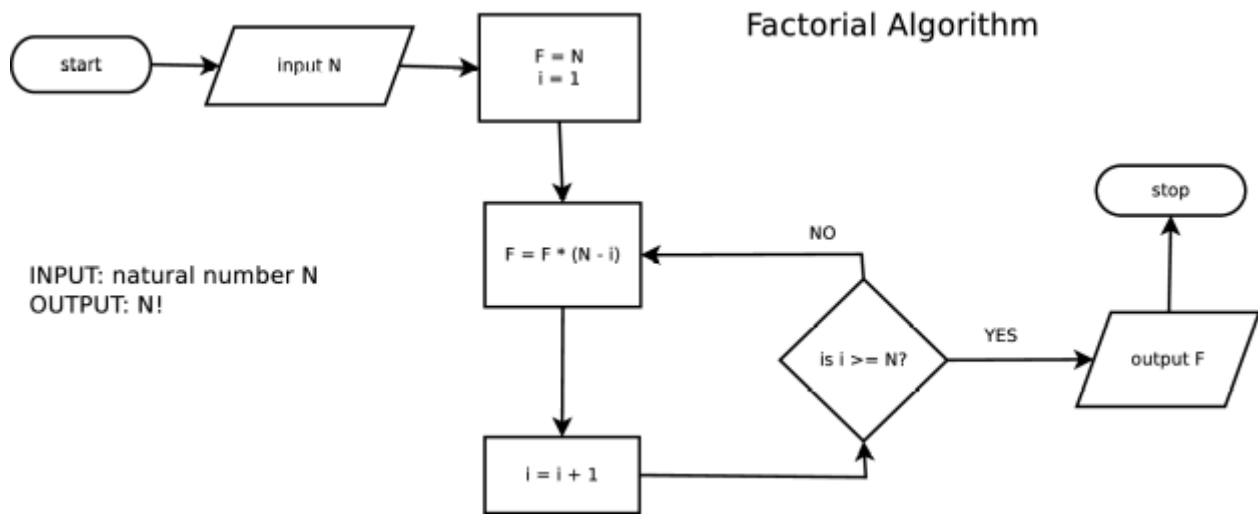 Factorial Algorithm
start
input N
F = N
i = 1
F = F * (N - i)
i = i + 1
NO
is i >= N?
YES
output F
stop
INPUT: natural number N
OUTPUT: N!